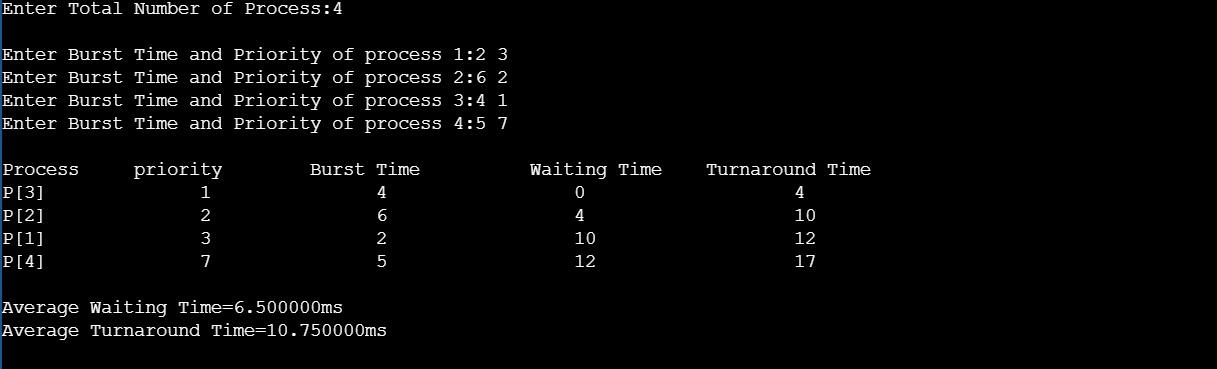 Enter Total Number of Process:4
Enter Burst Time and Priority of process 1:2 3
Enter Burst Time and Priority of process 2:6 2
Enter Burst Time and Priority of process 3:4 1
Enter Burst Time and Priority of process 4:5 7
Process priority Burst Time Waiting Time Turnaround Time
P[3] 1 4 0 4
P[2] 2 6 4 10
P[1] 3 2 10 12
P[4] 7 5 12 17
Average Waiting Time=6.500000ms
Average Turnaround Time=10.750000ms